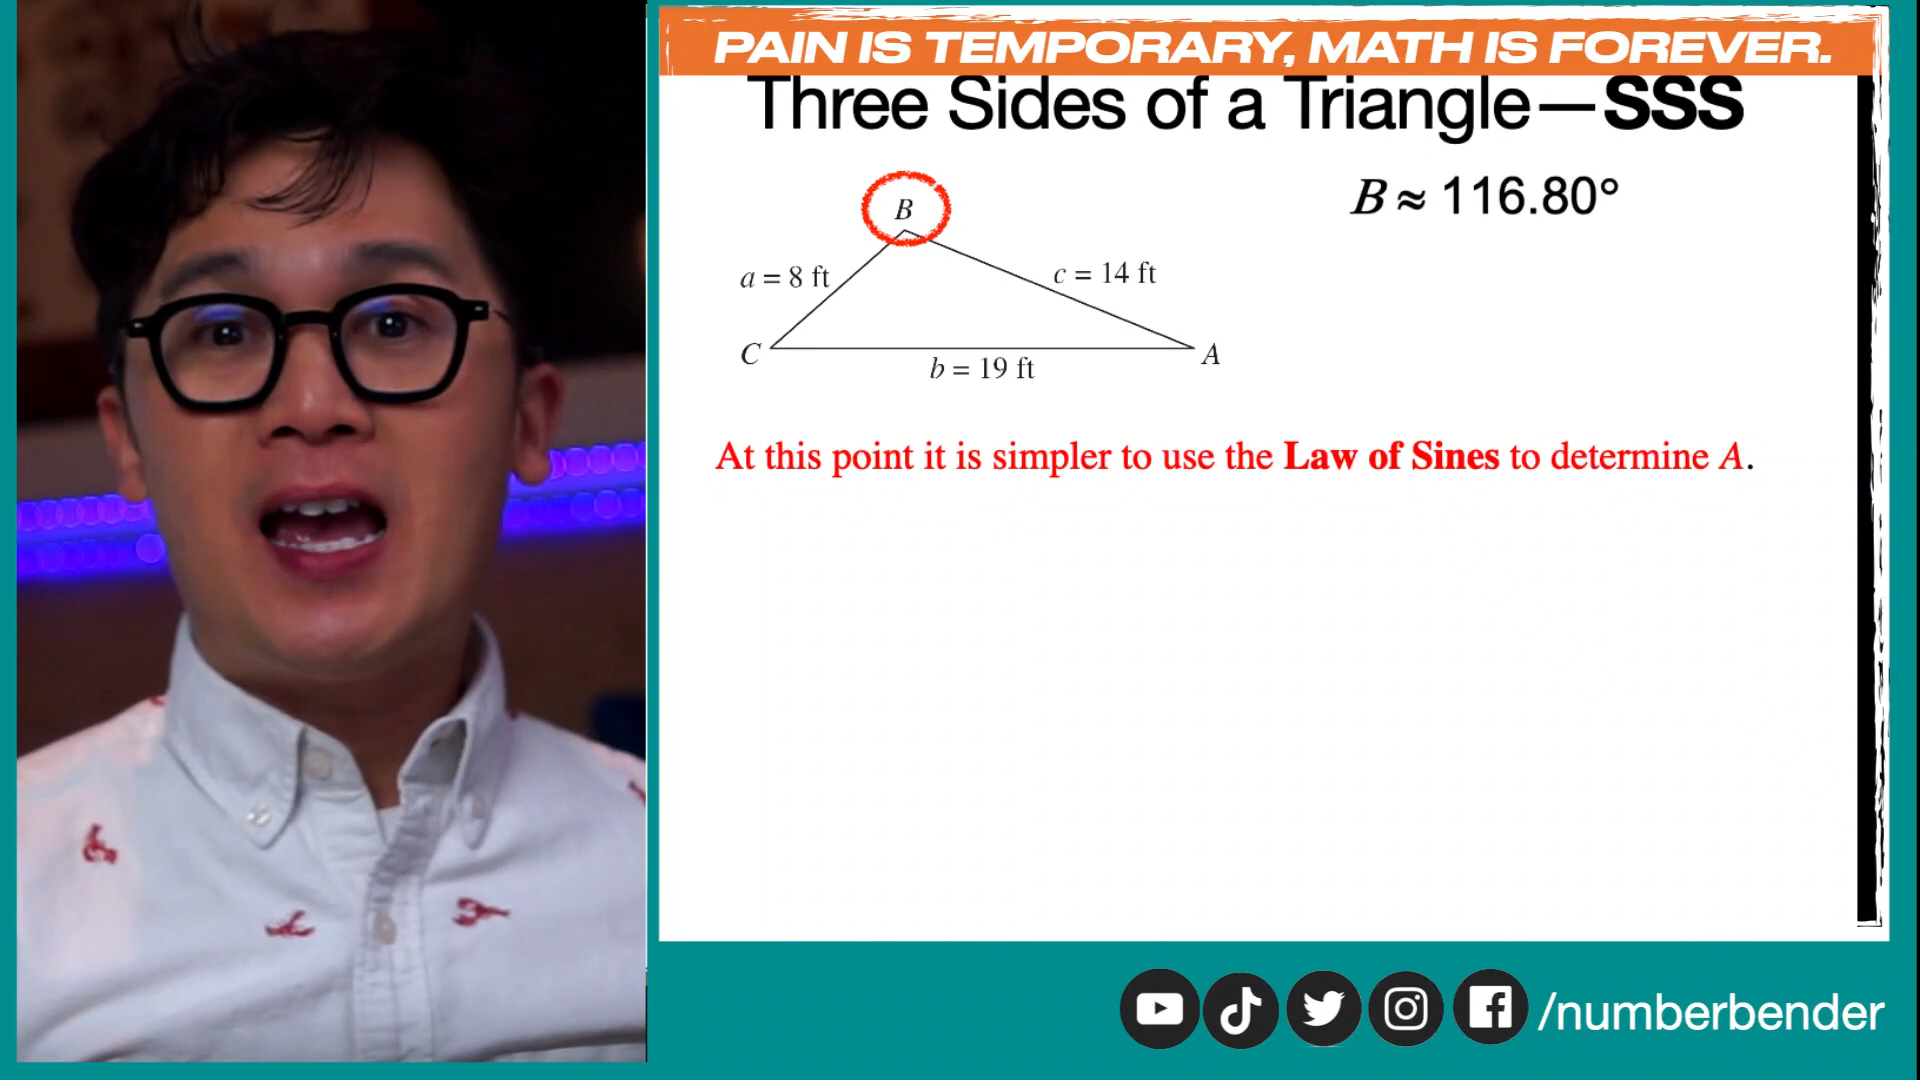 PAIN IS TEMPORARY, MATH IS FOREVER.
Three Sides of a Triangle—SSS
B ≈ 116.80°
B
a = 8 ft
c = 14 ft
C
A
b = 19 ft
At this point it is simpler to use the Law of Sines to determine A.
/numberbender